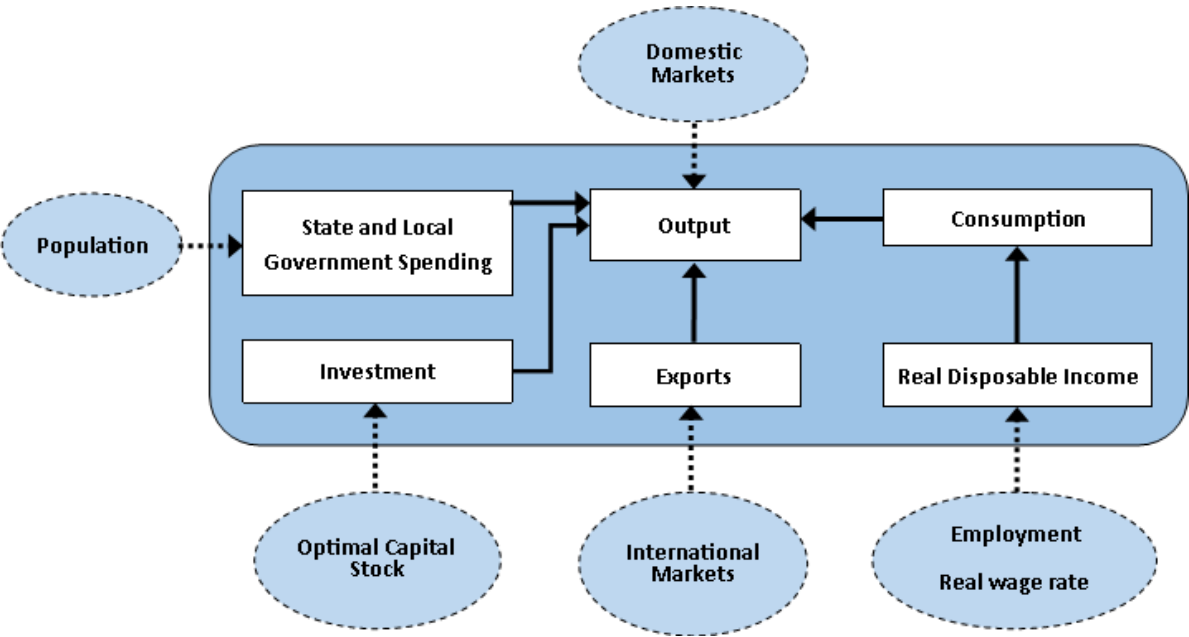 Domestic
Markets
Population
State and Local
Government Spending
Output
Consumption
Investment
Exports
Real Disposable Income
Optimal Capital
Stock
International
Markets
Employment
Real wage rate